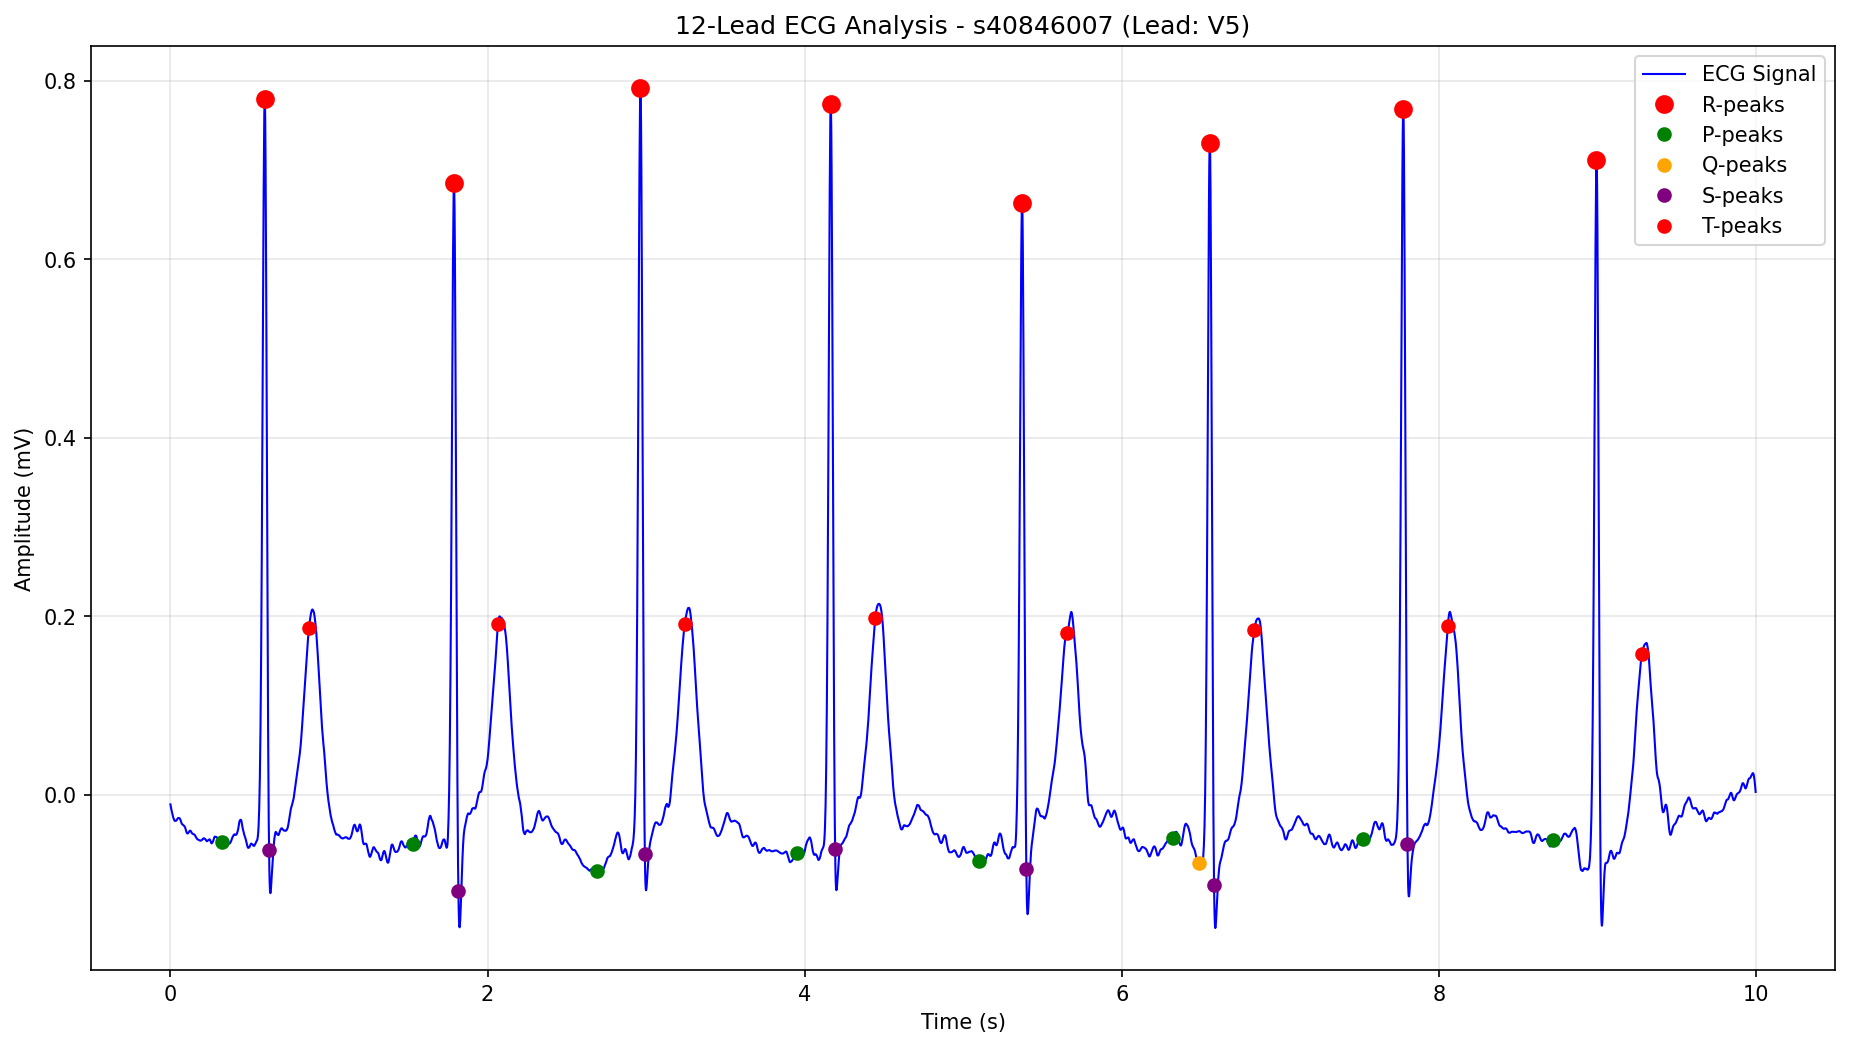 12-Lead ECG Analysis - s40846007 (Lead: V5)
ECG Signal
R-peaks
P-peaks
Q-peaks
S-peaks
T-peaks
Amplitude (mV)
0.8
0.6
0.4
0.2
0.0
0 2 4 6 8 10
Time (s)